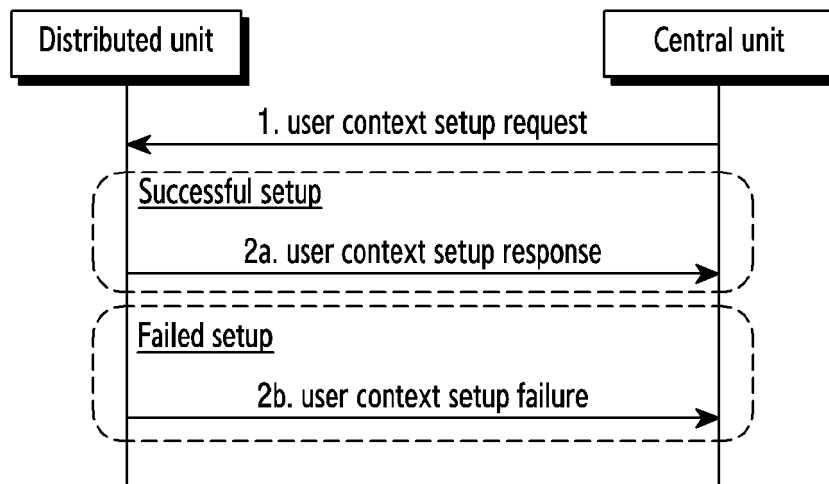 Distributed unit
Central unit
1. user context setup request
Successful setup
2a. user context setup response
Failed setup
2b. user context setup failure